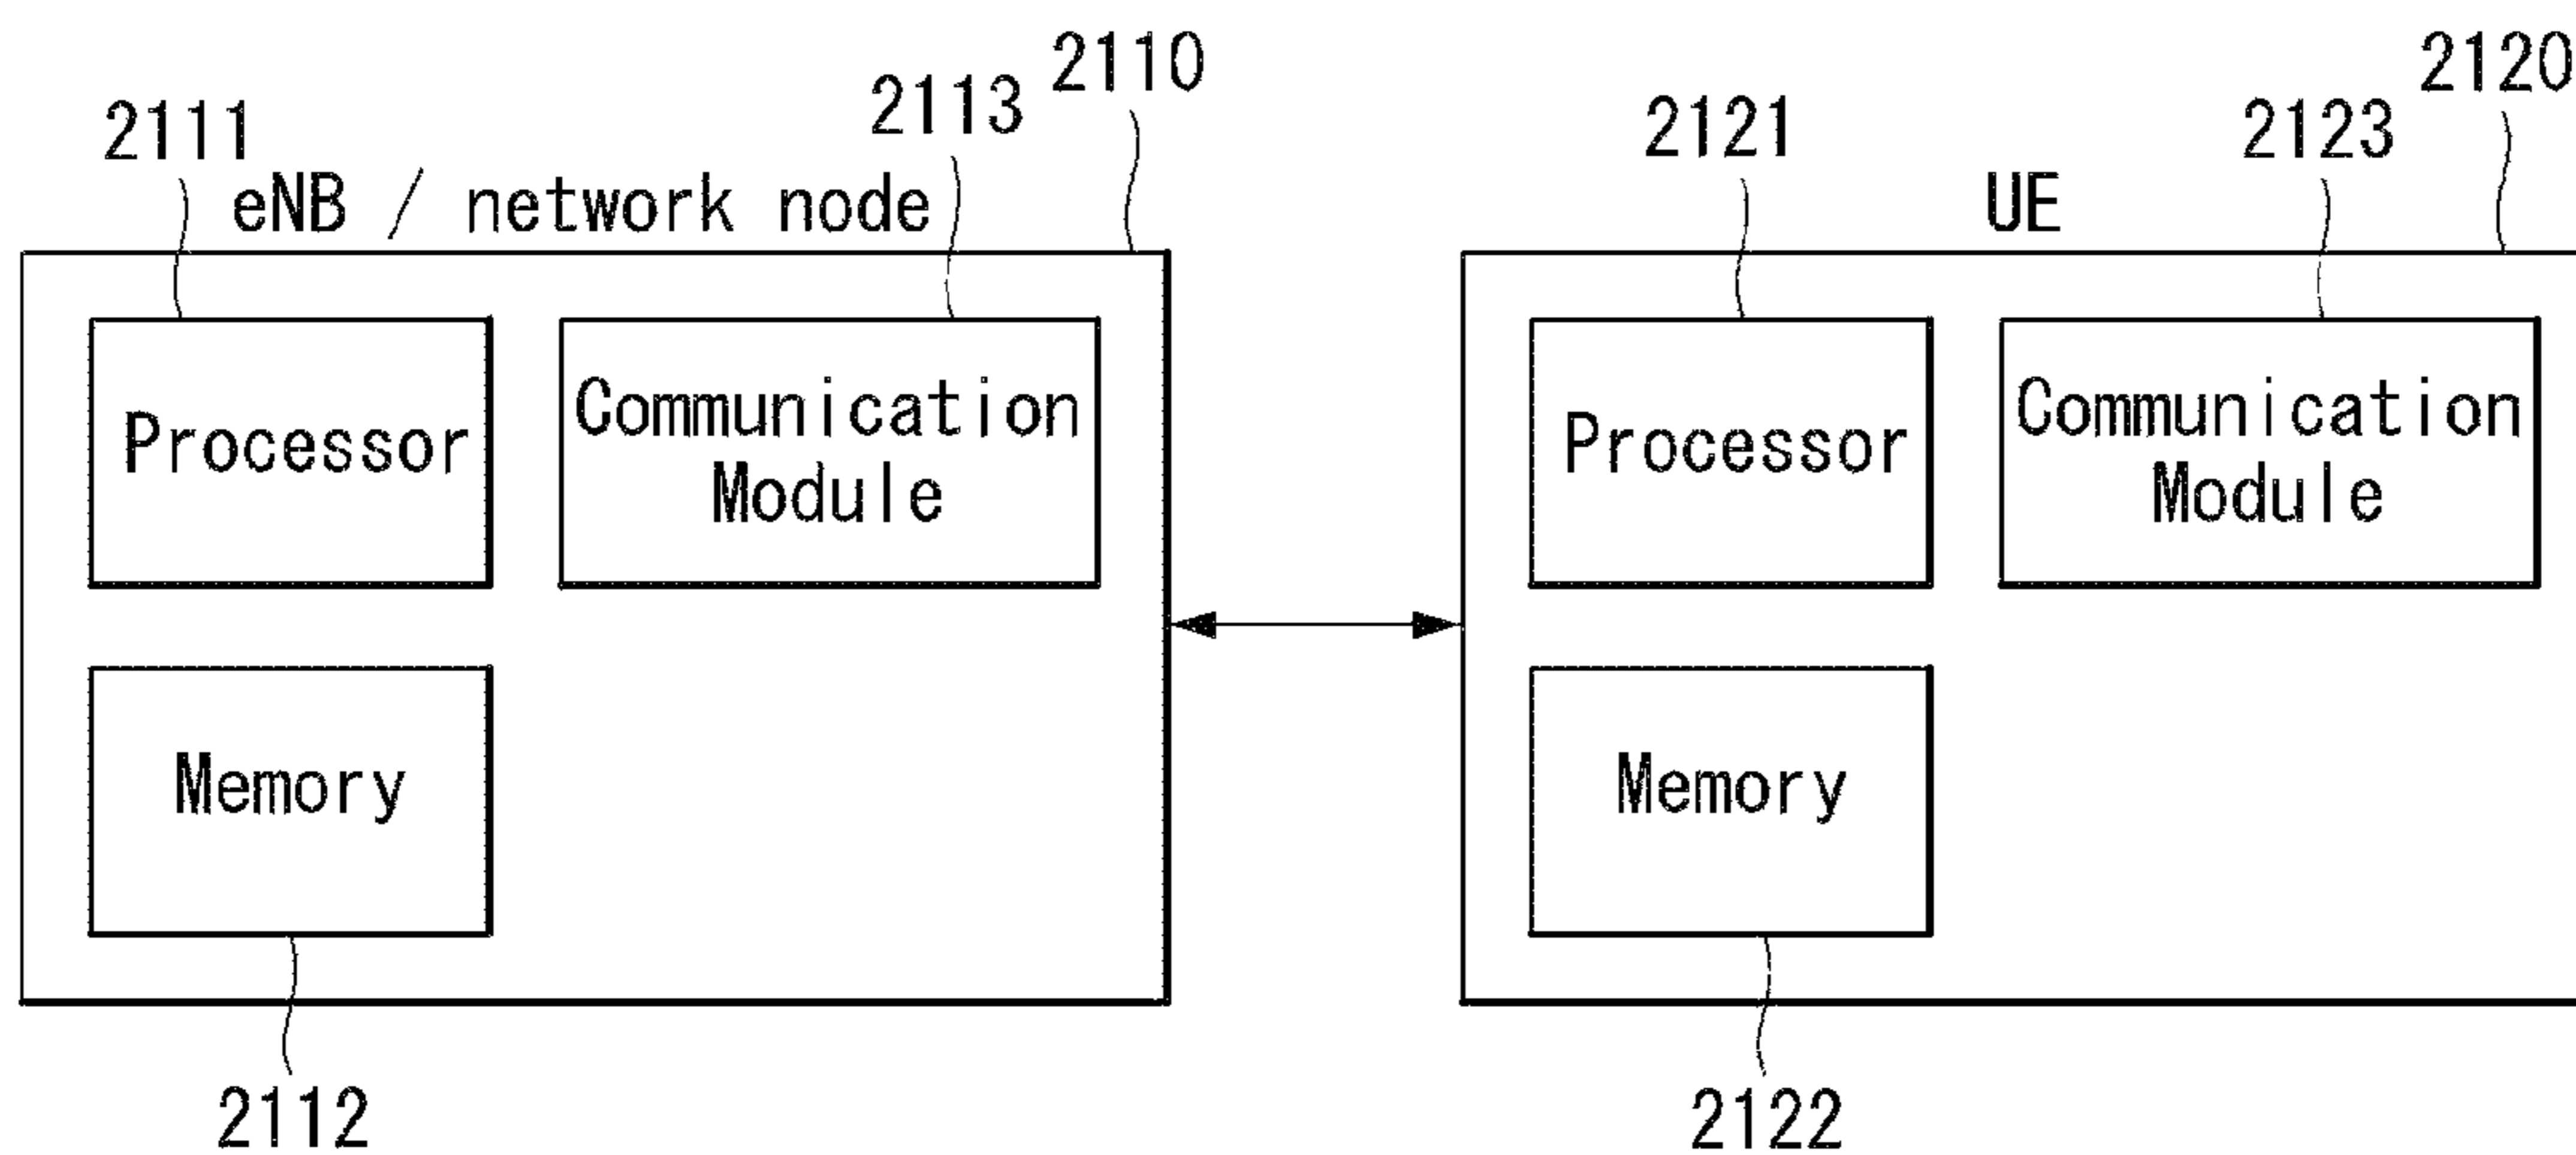 2110
2120
2113
2111
2121
2123
eNB / network node
UE
Processor
Communication
Module
Processor
Communication
Module
Memory
Memory
2112
2122